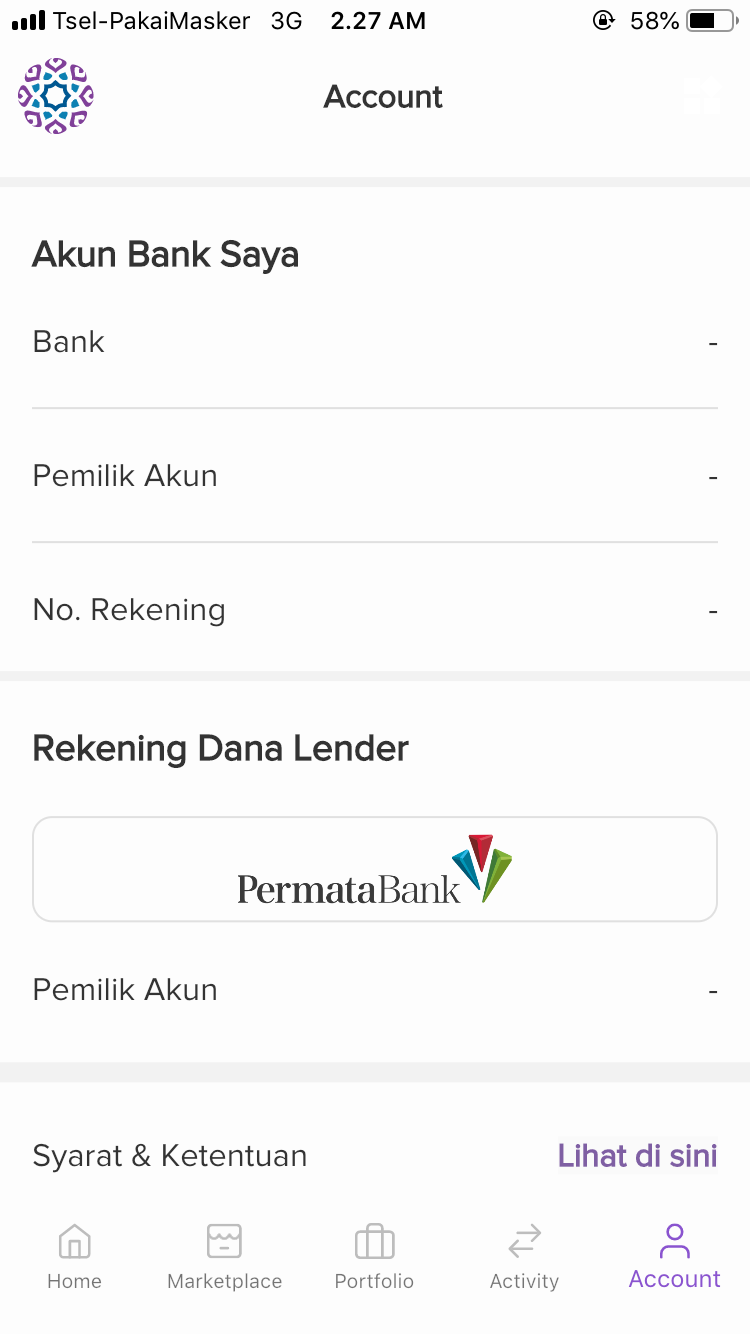 Tsel-PakaiMasker 3G 2.27 AM 58%
Account
Akun Bank Saya
Bank -
Pemilik Akun -
No. Rekening -
Rekening Dana Lender
PermataBank
Pemilik Akun -
Syarat & Ketentuan Lihat di sini
Home Marketplace Portfolio Activity Account